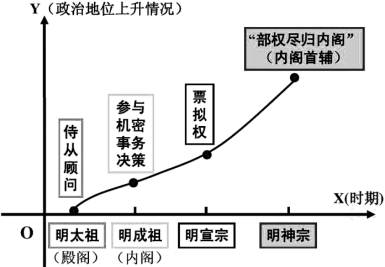 Y（政治地位上升情况）
“部权尽归内阁”
（内阁首辅）
票拟权
参与
机密
事务
决策
侍从顾问
X(时期)
O
明太祖
（殿阁）
明成祖
（内阁）
明宣宗
明神宗